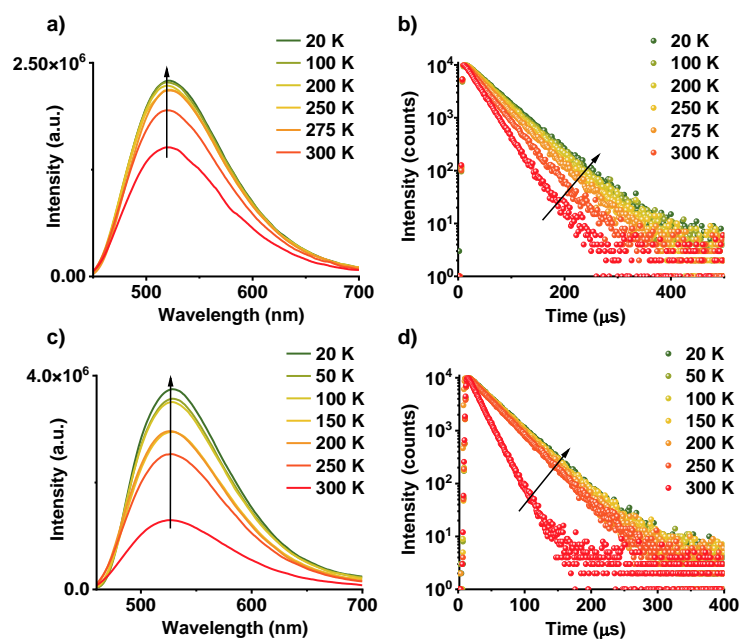 a)
2.50×10⁶
0.00
Intensity (a.u.)
500
600
700
Wavelength (nm)
20 K
100 K
200 K
250 K
275 K
300 K
b)
10⁴
10³
10²
10¹
10⁰
Intensity (counts)
0
200
400
Time (μs)
20 K
100 K
200 K
250 K
275 K
300 K
c)
4.0×10⁶
0.0
Intensity (a.u.)
500
600
700
Wavelength (nm)
20 K
50 K
100 K
150 K
200 K
250 K
300 K
d)
10⁴
10³
10²
10¹
10⁰
Intensity (counts)
0
100
200
300
400
Time (μs)
20 K
50 K
100 K
150 K
200 K
250 K
300 K